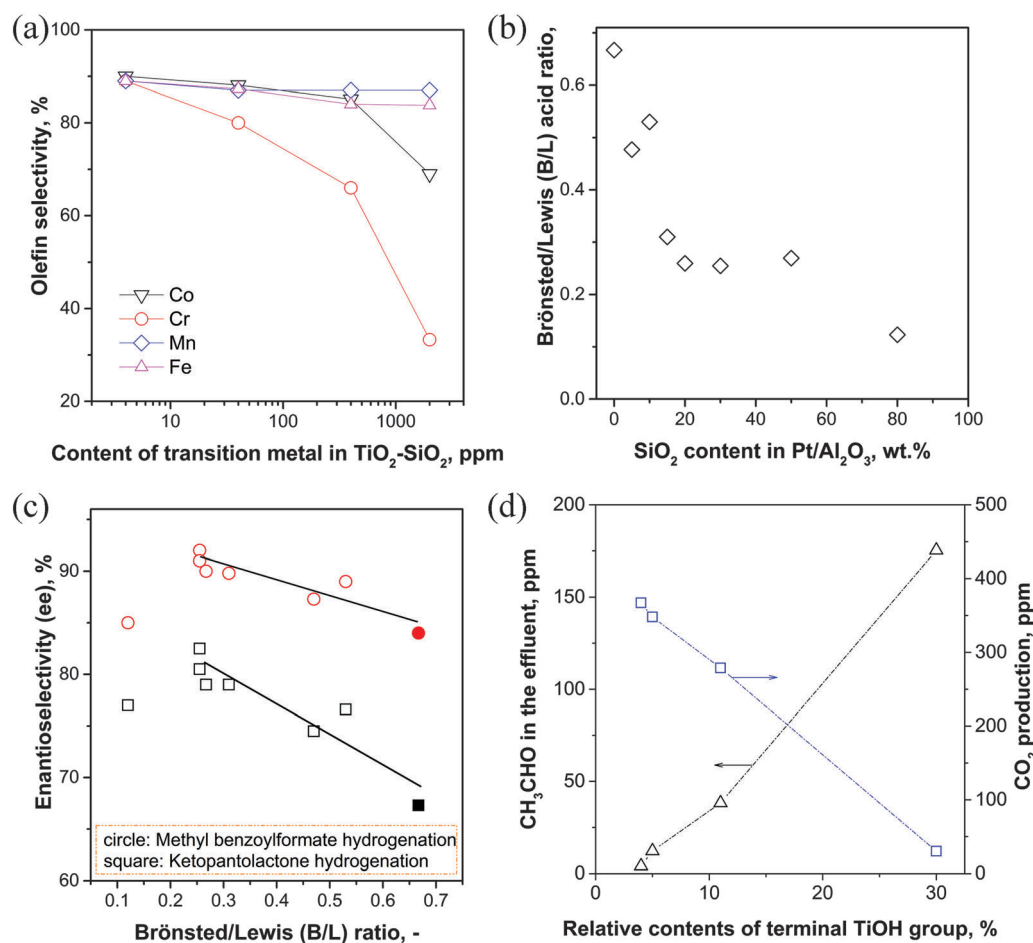 (a)
100
80
60
40
20
Olefin selectivity, %
Co
Cr
Mn
Fe
10
100
1000
Content of transition metal in TiO₂-SiO₂, ppm
(b)
0.6
0.4
0.2
0.0
Brönsted/Lewis (B/L) acid ratio,
0
20
40
60
80
100
SiO₂ content in Pt/Al₂O₃, wt.%
(c)
90
80
70
60
Enantioselectivity (ee), %
circle: Methyl benzoylformate hydrogenation
square: Ketopantolactone hydrogenation
0.1
0.2
0.3
0.4
0.5
0.6
0.7
Brönsted/Lewis (B/L) ratio, -
(d)
200
150
100
75
50
25
0
CH₃CHO in the effluent, ppm
500
400
300
200
100
0
CO₂ production, ppm
0
10
20
30
Relative contents of terminal TiOH group, %